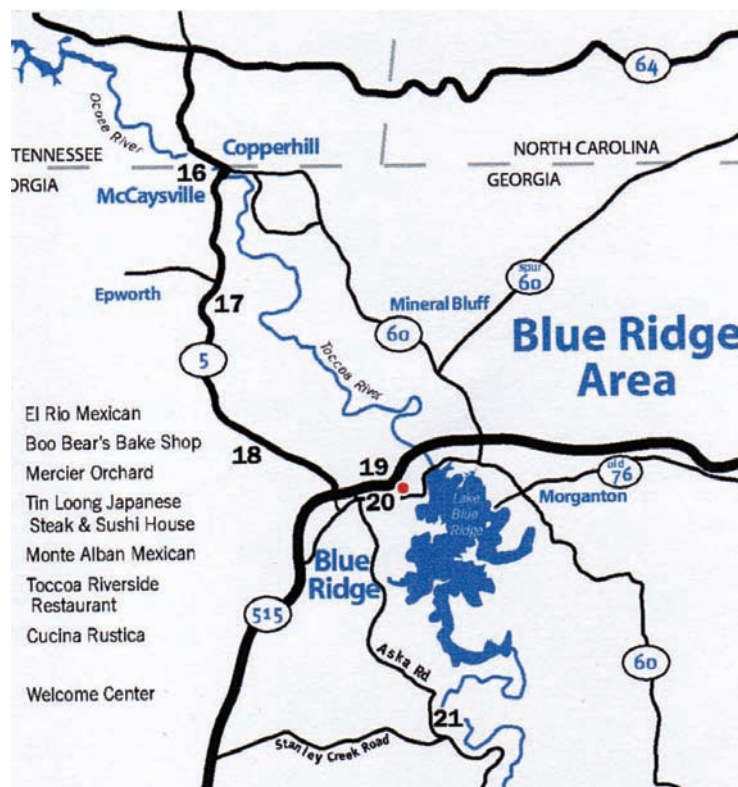 64
Ocoee River
Copperhill
TENNESSEE
NORTH CAROLINA
ORGIA
GEORGIA
16
McCaysville
spur
60
Epworth
17
Mineral Bluff
60
Blue Ridge
Area
5
Toccoa River
El Rio Mexican
Boo Bear's Bake Shop
18
Mercier Orchard
19
old
76
Tin Loong Japanese
Steak & Sushi House
20
Lake
Blue
Ridge
Morganton
Monte Alban Mexican
Blue
Ridge
Toccoa Riverside
Restaurant
515
Cucina Rustica
Aska Rd
60
Welcome Center
21
Stanley Creek Road